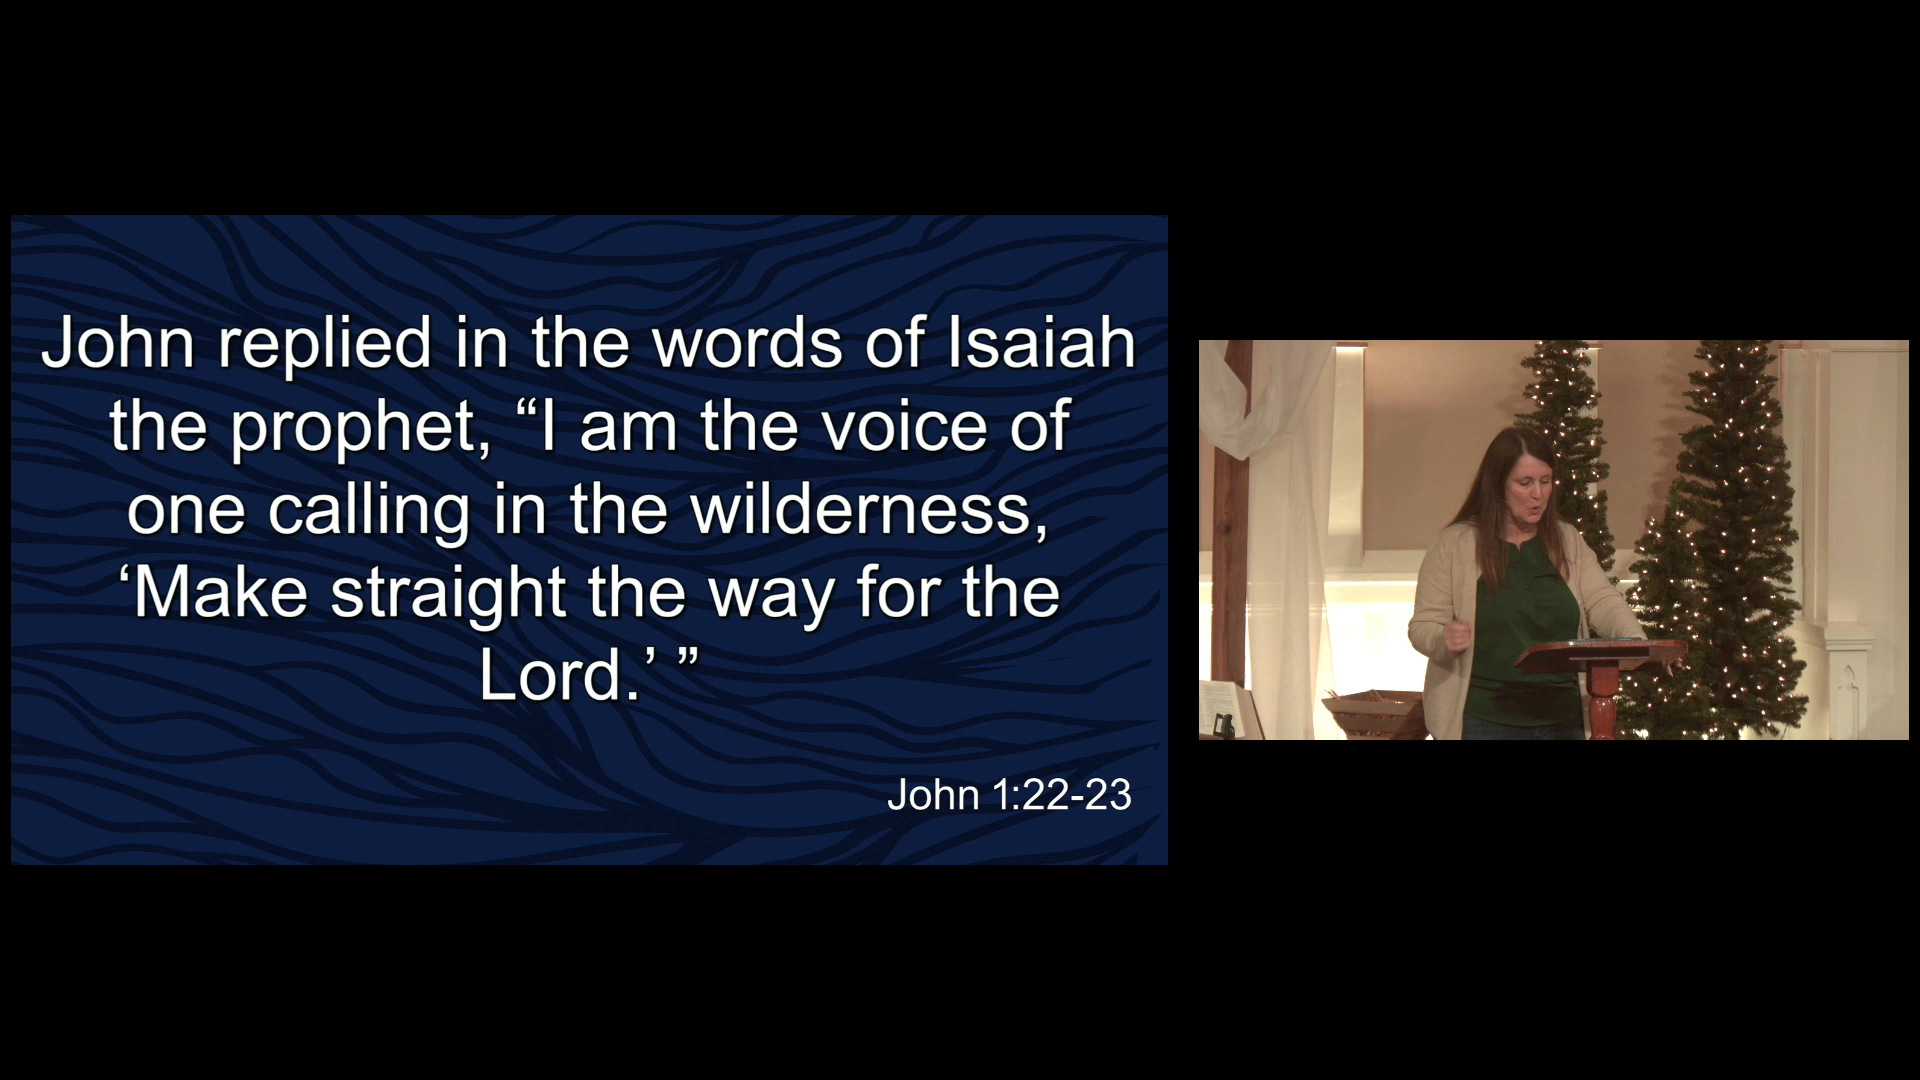 John replied in the words of Isaiah
the prophet, “I am the voice of
one calling in the wilderness,
‘Make straight the way for the
Lord.’ ”
John 1:22-23